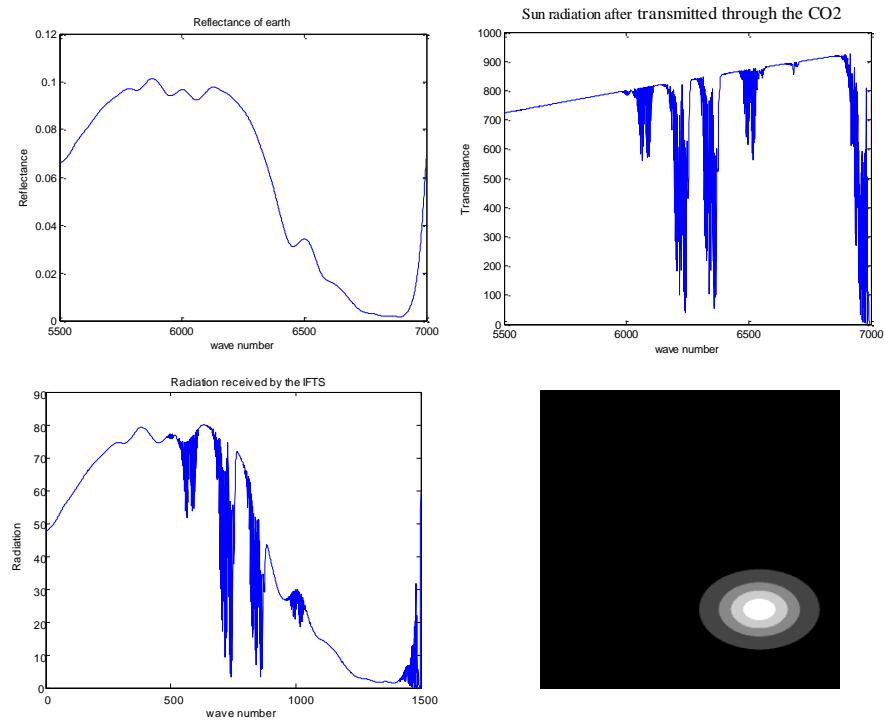 Reflectance of earth
0.12
0.1
0.08
0.06
0.04
0.02
0
Reflectance
5500 6000 6500 7000
wave number
Sun radiation after transmitted through the CO2
1000
900
800
700
600
500
400
300
200
100
0
Transmittance
5500 6000 6500 7000
wave number
Radiation received by the IFTS
90
80
70
60
50
40
30
20
10
0
Radiation
0 500 1000 1500
wave number